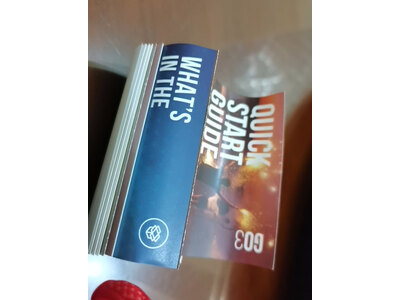 WHAT'S
IN THE
QUICK
START
GUIDE
GO3